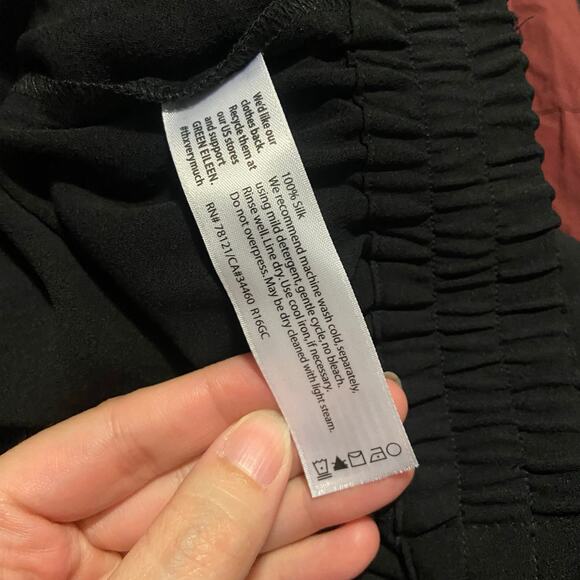 We'd like our
clothes back.
Recycle them at
our US stores
and support
GREEN EILEEN.
#thxverymuch
100% Silk
We recommend machine wash cold, separately,
using mild detergent, gentle cycle, no bleach.
Rinse well. Line dry. Use cool iron, if necessary.
Do not overpress. May be dry cleaned with light steam.
RN# 78121/CA#34460 R16GC